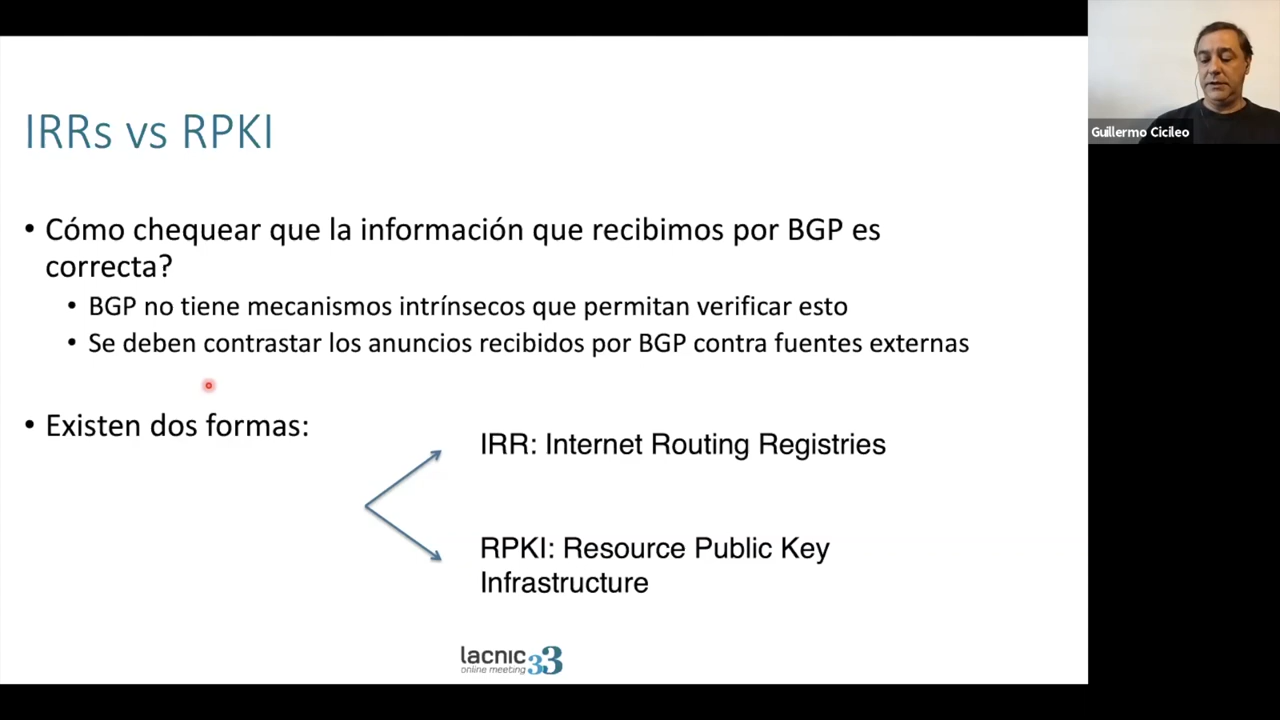 IRRs vs RPKI
• Cómo chequear que la información que recibimos por BGP es
correcta?
• BGP no tiene mecanismos intrínsecos que permitan verificar esto
• Se deben contrastar los anuncios recibidos por BGP contra fuentes externas
• Existen dos formas:
IRR: Internet Routing Registries
RPKI: Resource Public Key
Infrastructure
lacnic 33
online meeting
Guillermo Cicileo